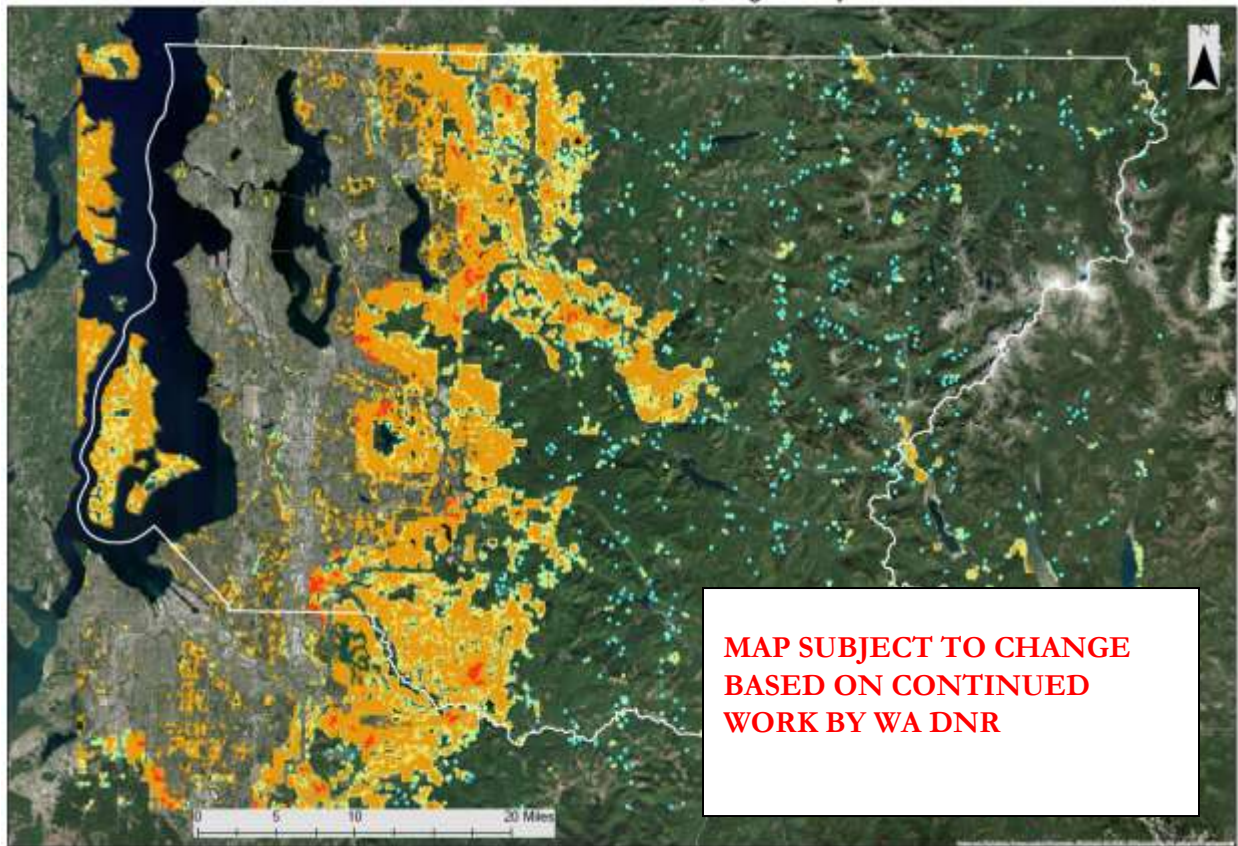 N
MAP SUBJECT TO CHANGE
BASED ON CONTINUED
WORK BY WA DNR
0 5 10 20 Miles